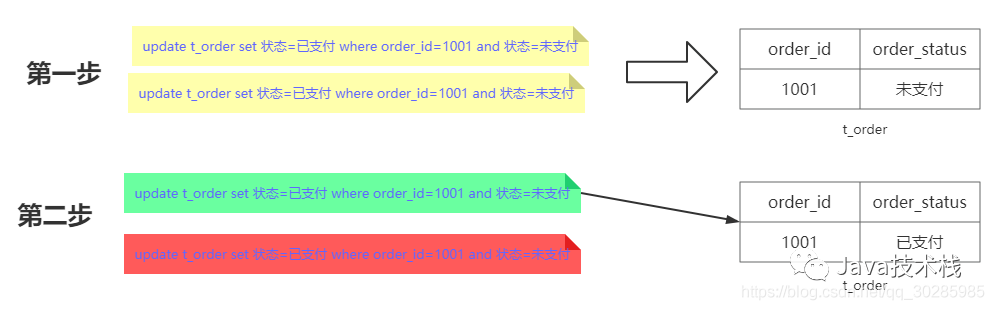 update t_order set 状态=已支付 where order_id=1001 and 状态=未支付
第一步
update t_order set 状态=已支付 where order_id=1001 and 状态=未支付
order_id order_status
1001 未支付
t_order
update t_order set 状态=已支付 where order_id=1001 and 状态=未支付
第二步
update t_order set 状态=已支付 where order_id=1001 and 状态=未支付
order_id order_status
1001 已支付
Java技术栈
t_order
https://blog.csdn.net/qq_30285985